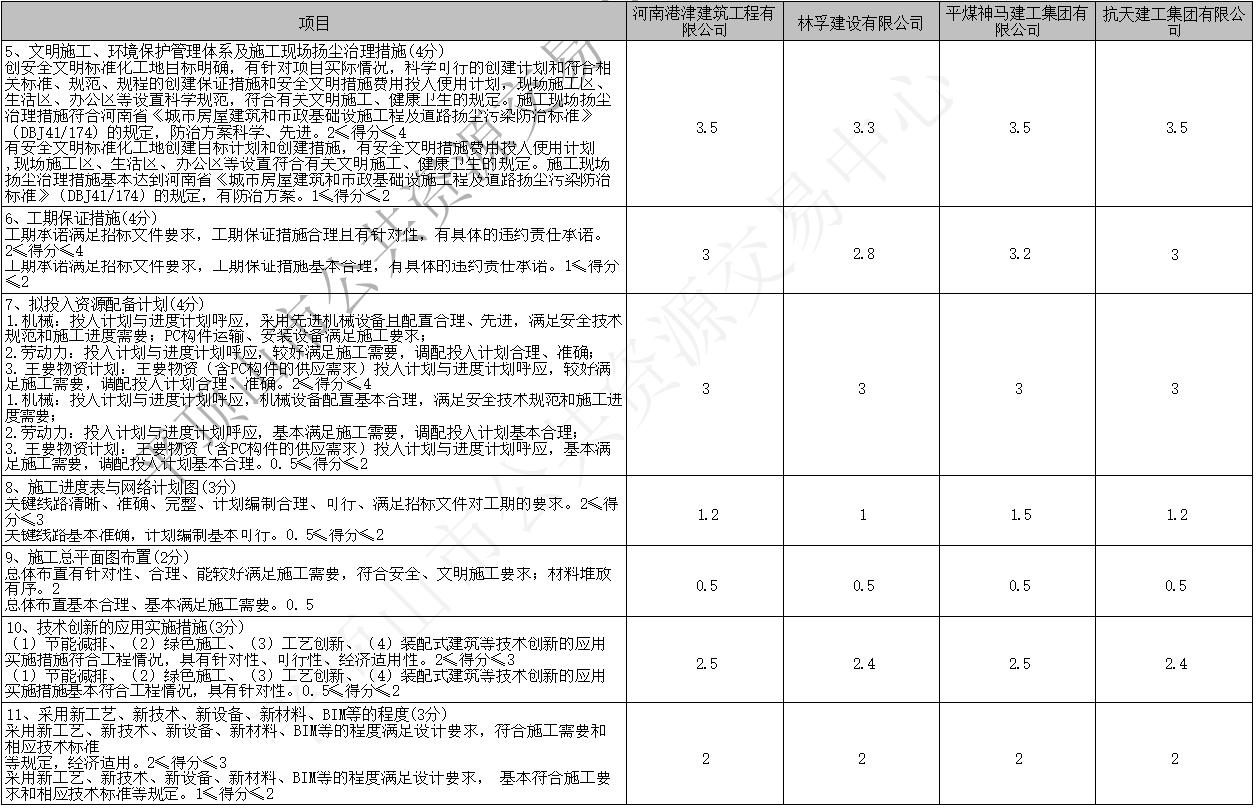 项目
河南港津建筑工程有
限公司
林孚建设有限公司
平煤神马建工集团有
限公司
抗天建工集团有限公
司
5、文明施工、环境保护管理体系及施工现场扬尘治理措施(4分)
创安全文明标准化工地目标明确，有针对项目实际情况，科学可行的创建计划和符合相
关标准、规范、规程的创建保证措施和安全文明措施费用投入使用计划，现场施工区、
生活区、办公区等设置科学规范，符合有关文明施工、健康卫生的规定。施工现场扬尘
治理措施符合河南省《城市房屋建筑和市政基础设施工程及道路扬尘污染防治标准》
（DBJ41/174）的规定，防治方案科学、先进。2≤得分≤4
有安全文明标准化工地创建目标计划和创建措施，有安全文明措施费用投入使用计划
,现场施工区、生活区、办公区等设置符合有关文明施工、健康卫生的规定。施工现场
扬尘治理措施基本达到河南省《城市房屋建筑和市政基础设施工程及道路扬尘污染防治
标准》（DBJ41/174）的规定，有防治方案。1≤得分≤2
3.5
3.3
3.5
3.5
6、工期保证措施(4分)
工期承诺满足招标文件要求，工期保证措施合理且有针对性，有具体的违约责任承诺。
2≤得分≤4
工期承诺满足招标文件要求，工期保证措施基本合理，有具体的违约责任承诺。1≤得分
≤2
3
2.8
3.2
3
7、拟投入资源配备计划(4分)
1.机械：投入计划与进度计划呼应，采用先进机械设备且配置合理、先进，满足安全技术
规范和施工进度需要；PC构件运输、安装设备满足施工要求；
2.劳动力：投入计划与进度计划呼应，较好满足施工需要，调配投入计划合理、准确；
3.主要物资计划：主要物资（含PC构件的供应需求）投入计划与进度计划呼应，较好满
足施工需要，调配投入计划合理、准确。2≤得分≤4
1.机械：投入计划与进度计划呼应，机械设备配置基本合理，满足安全技术规范和施工进
度需要；
2.劳动力：投入计划与进度计划呼应，基本满足施工需要，调配投入计划基本合理；
3.主要物资计划：主要物资（含PC构件的供应需求）投入计划与进度计划呼应，基本满
足施工需要，调配投入计划基本合理。0.5≤得分≤2
3
3
3
3
8、施工进度表与网络计划图(3分)
关键线路清晰、准确、完整、计划编制合理、可行、满足招标文件对工期的要求。2≤得
分≤3
关键线路基本准确，计划编制基本可行。0.5≤得分≤2
1.2
1
1.5
1.2
9、施工总平面图布置(2分)
总体布置有针对性、合理、能较好满足施工需要，符合安全、文明施工要求；材料堆放
有序。2
总体布置基本合理、基本满足施工需要。0.5
0.5
0.5
0.5
0.5
10、技术创新的应用实施措施(3分)
（1）节能减排、（2）绿色施工、（3）工艺创新、（4）装配式建筑等技术创新的应用
实施措施符合工程情况，具有针对性、可行性、经济适用性。2≤得分≤3
（1）节能减排、（2）绿色施工、（3）工艺创新、（4）装配式建筑等技术创新的应用
实施措施基本符合工程情况，具有针对性。0.5≤得分≤2
2.5
2.4
2.5
2.4
11、采用新工艺、新技术、新设备、新材料、BIM等的程度(3分)
采用新工艺、新技术、新设备、新材料、BIM等的程度满足设计要求，符合施工需要和
相应技术标准
等规定，经济适用。2≤得分≤3
采用新工艺、新技术、新设备、新材料、BIM等的程度满足设计要求， 基本符合施工要
求和相应技术标准等规定。1≤得分≤2
2
2
2
2
平顶山市公共资源交易
平顶山市公共资源交易中心